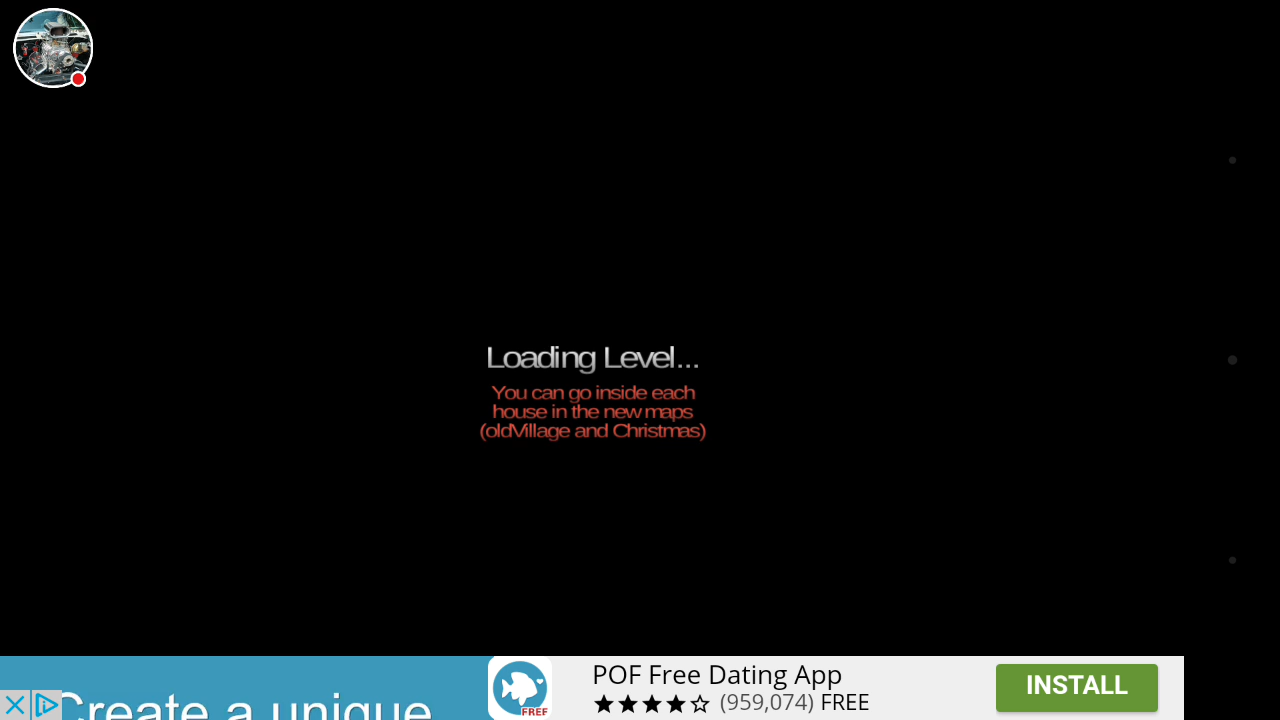 Loading Level...
You can go inside each
house in the new maps
(oldVillage and Christmas)
Create a unique
FREE
POF Free Dating App
(959,074) FREE
INSTALL